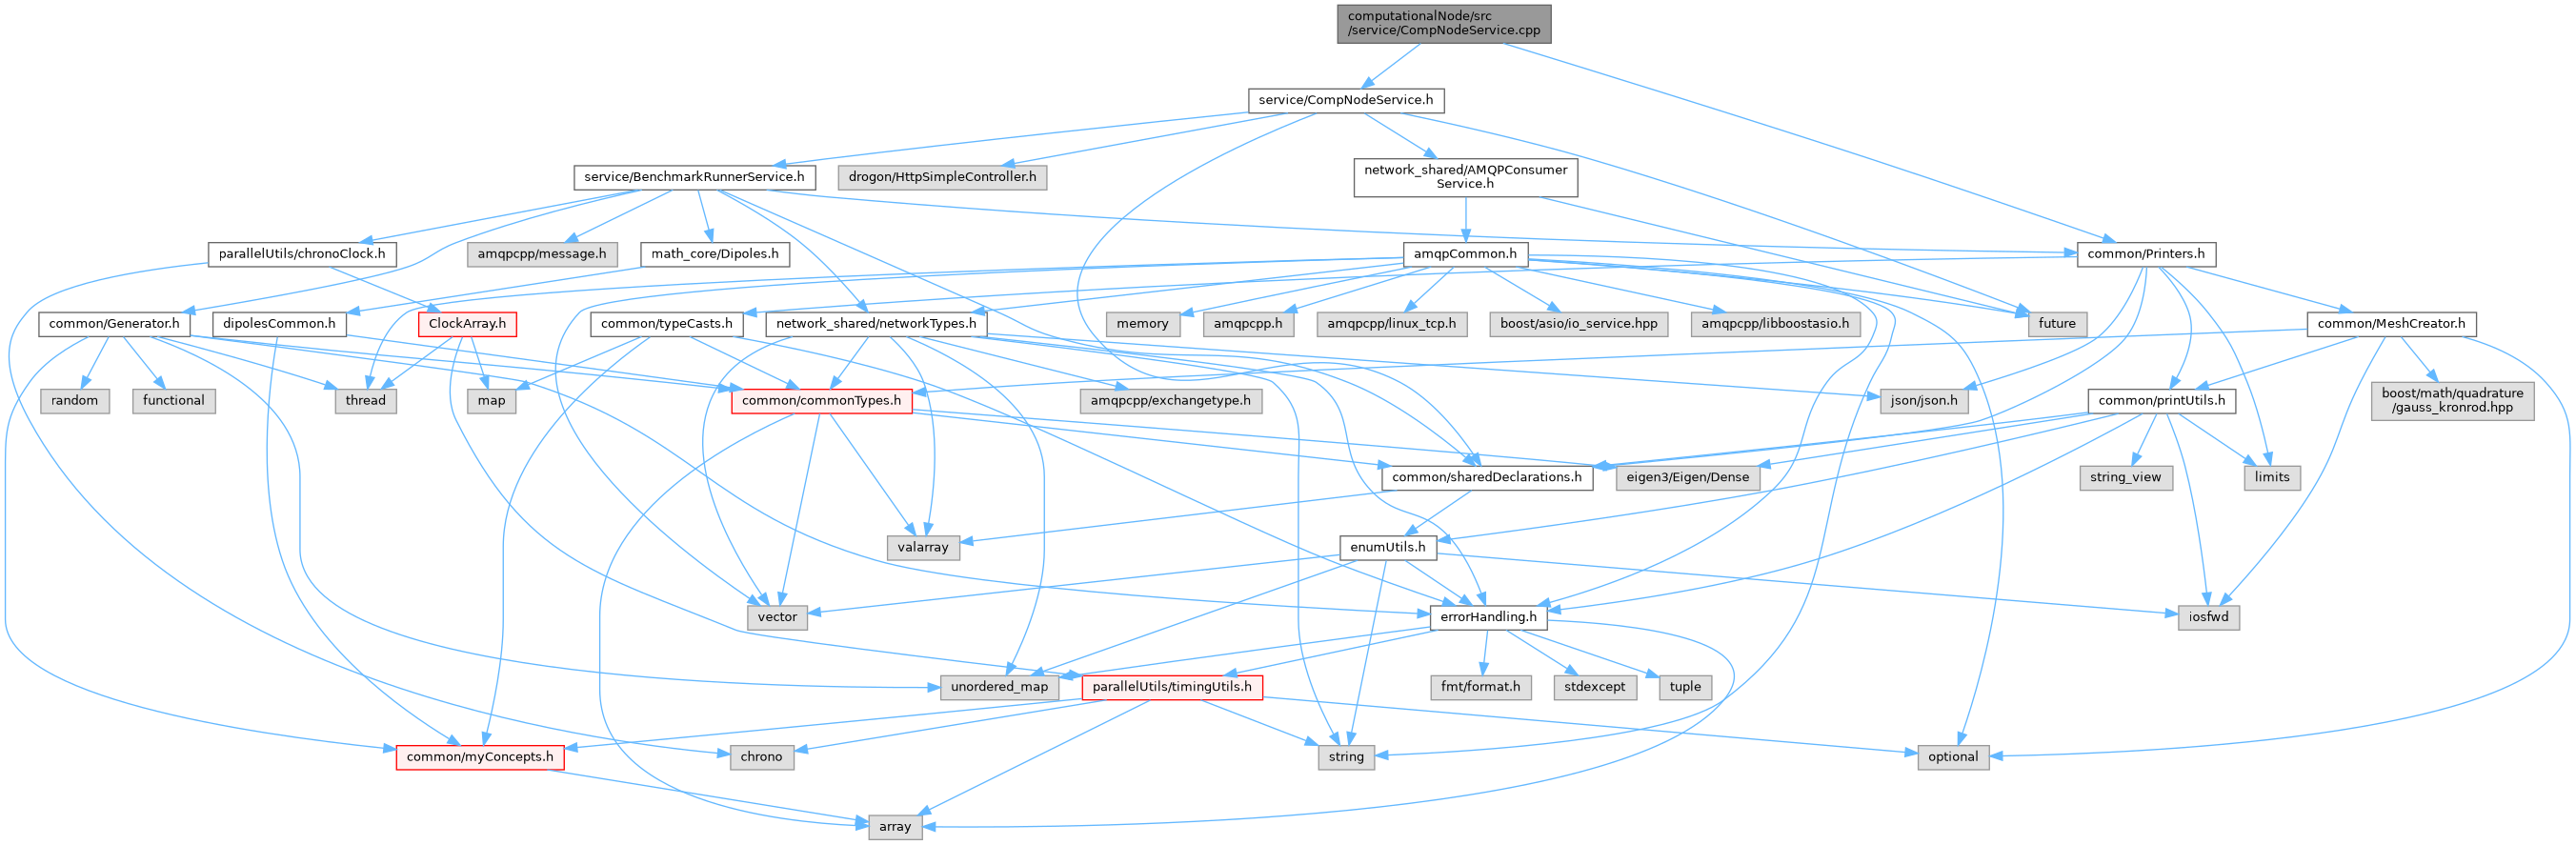 computationalNode/src
/service/CompNodeService.cpp
service/CompNodeService.h
service/BenchmarkRunnerService.h
drogon/HttpSimpleController.h
network_shared/AMQPConsumer
Service.h
parallelUtils/chronoClock.h
amqpcpp/message.h
math_core/Dipoles.h
amqpCommon.h
common/Printers.h
common/Generator.h
dipolesCommon.h
ClockArray.h
common/typeCasts.h
network_shared/networkTypes.h
memory
amqpcpp.h
amqpcpp/linux_tcp.h
boost/asio/io_service.hpp
amqpcpp/libboostasio.h
future
common/MeshCreator.h
random
functional
thread
map
common/commonTypes.h
amqpcpp/exchangetype.h
json/json.h
common/printUtils.h
boost/math/quadrature
/gauss_kronrod.hpp
common/sharedDeclarations.h
eigen3/Eigen/Dense
string_view
limits
valarray
enumUtils.h
vector
errorHandling.h
iosfwd
unordered_map
parallelUtils/timingUtils.h
fmt/format.h
stdexcept
tuple
common/myConcepts.h
chrono
string
optional
array